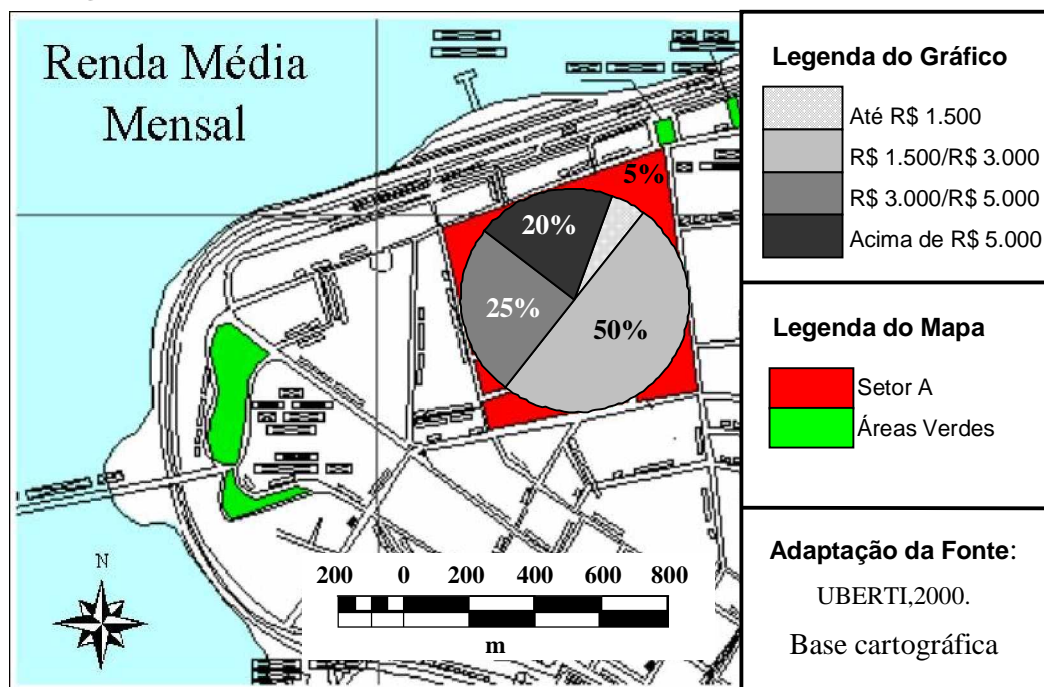 Renda Média
Mensal
5%
20%
25%
50%
N
200 0 200 400 600 800
m
Legenda do Gráfico
Até R$ 1.500
R$ 1.500/R$ 3.000
R$ 3.000/R$ 5.000
Acima de R$ 5.000
Legenda do Mapa
Setor A
Áreas Verdes
Adaptação da Fonte:
UBERTI,2000.
Base cartográfica